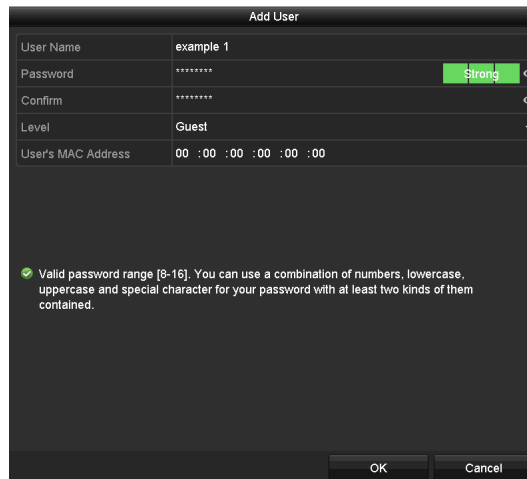 Add User
User Name example 1
Password ******** Strong
Confirm ********
Level Guest
User's MAC Address 00 :00 :00 :00 :00 :00
Valid password range [8-16]. You can use a combination of numbers, lowercase,
uppercase and special character for your password with at least two kinds of them
contained.
OK Cancel